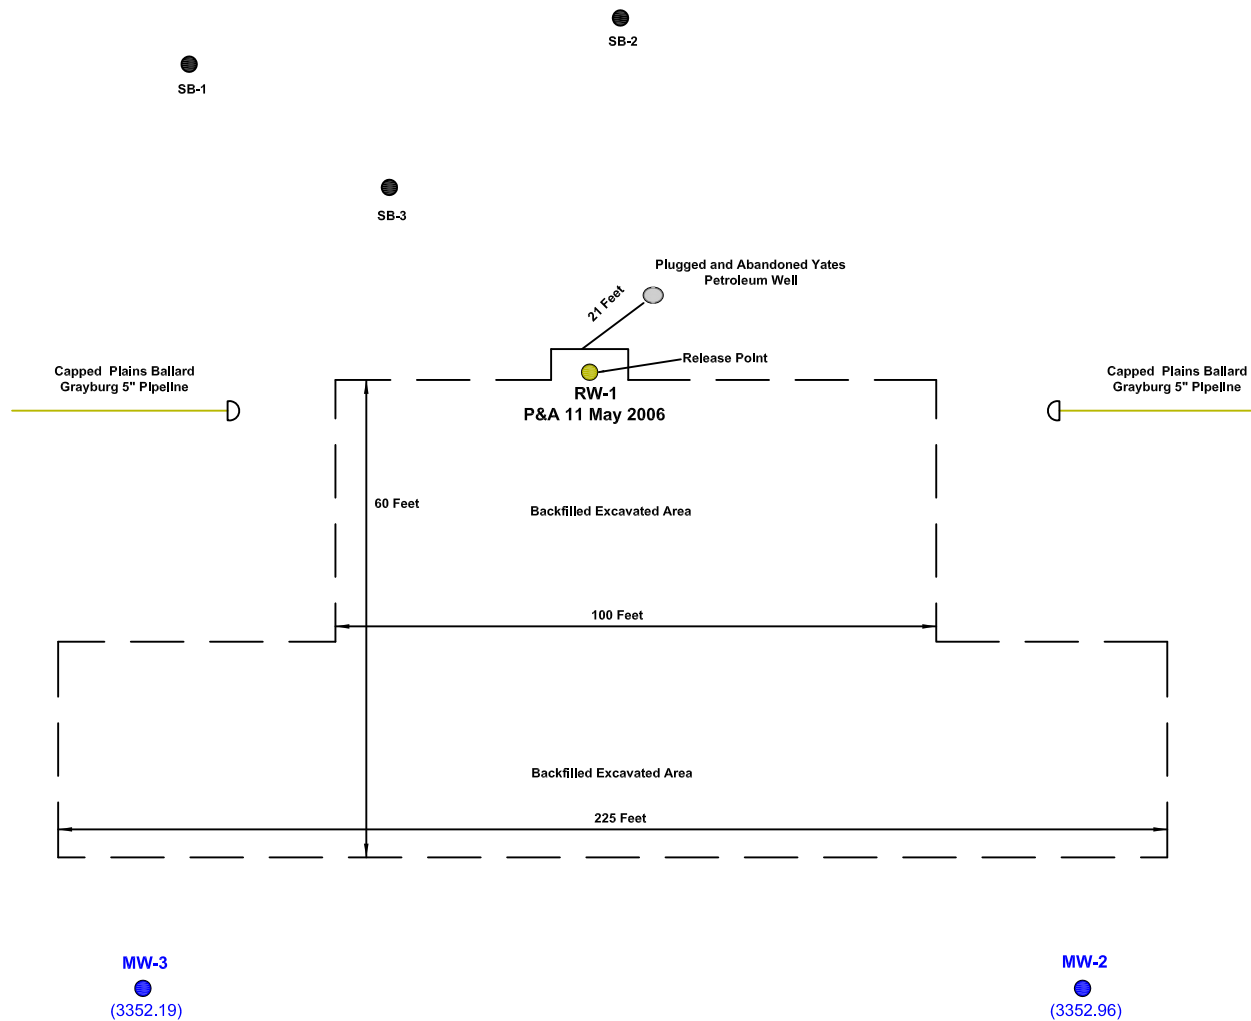 SB-2
SB-1
SB-3
Plugged and Abandoned Yates
Petroleum Well
21 Feet
Release Point
Capped Plains Ballard
Grayburg 5" Pipeline
Capped Plains Ballard
Grayburg 5" Pipeline
RW-1
P&A 11 May 2006
60 Feet
Backfilled Excavated Area
100 Feet
Backfilled Excavated Area
225 Feet
MW-3
(3352.19)
MW-2
(3352.96)